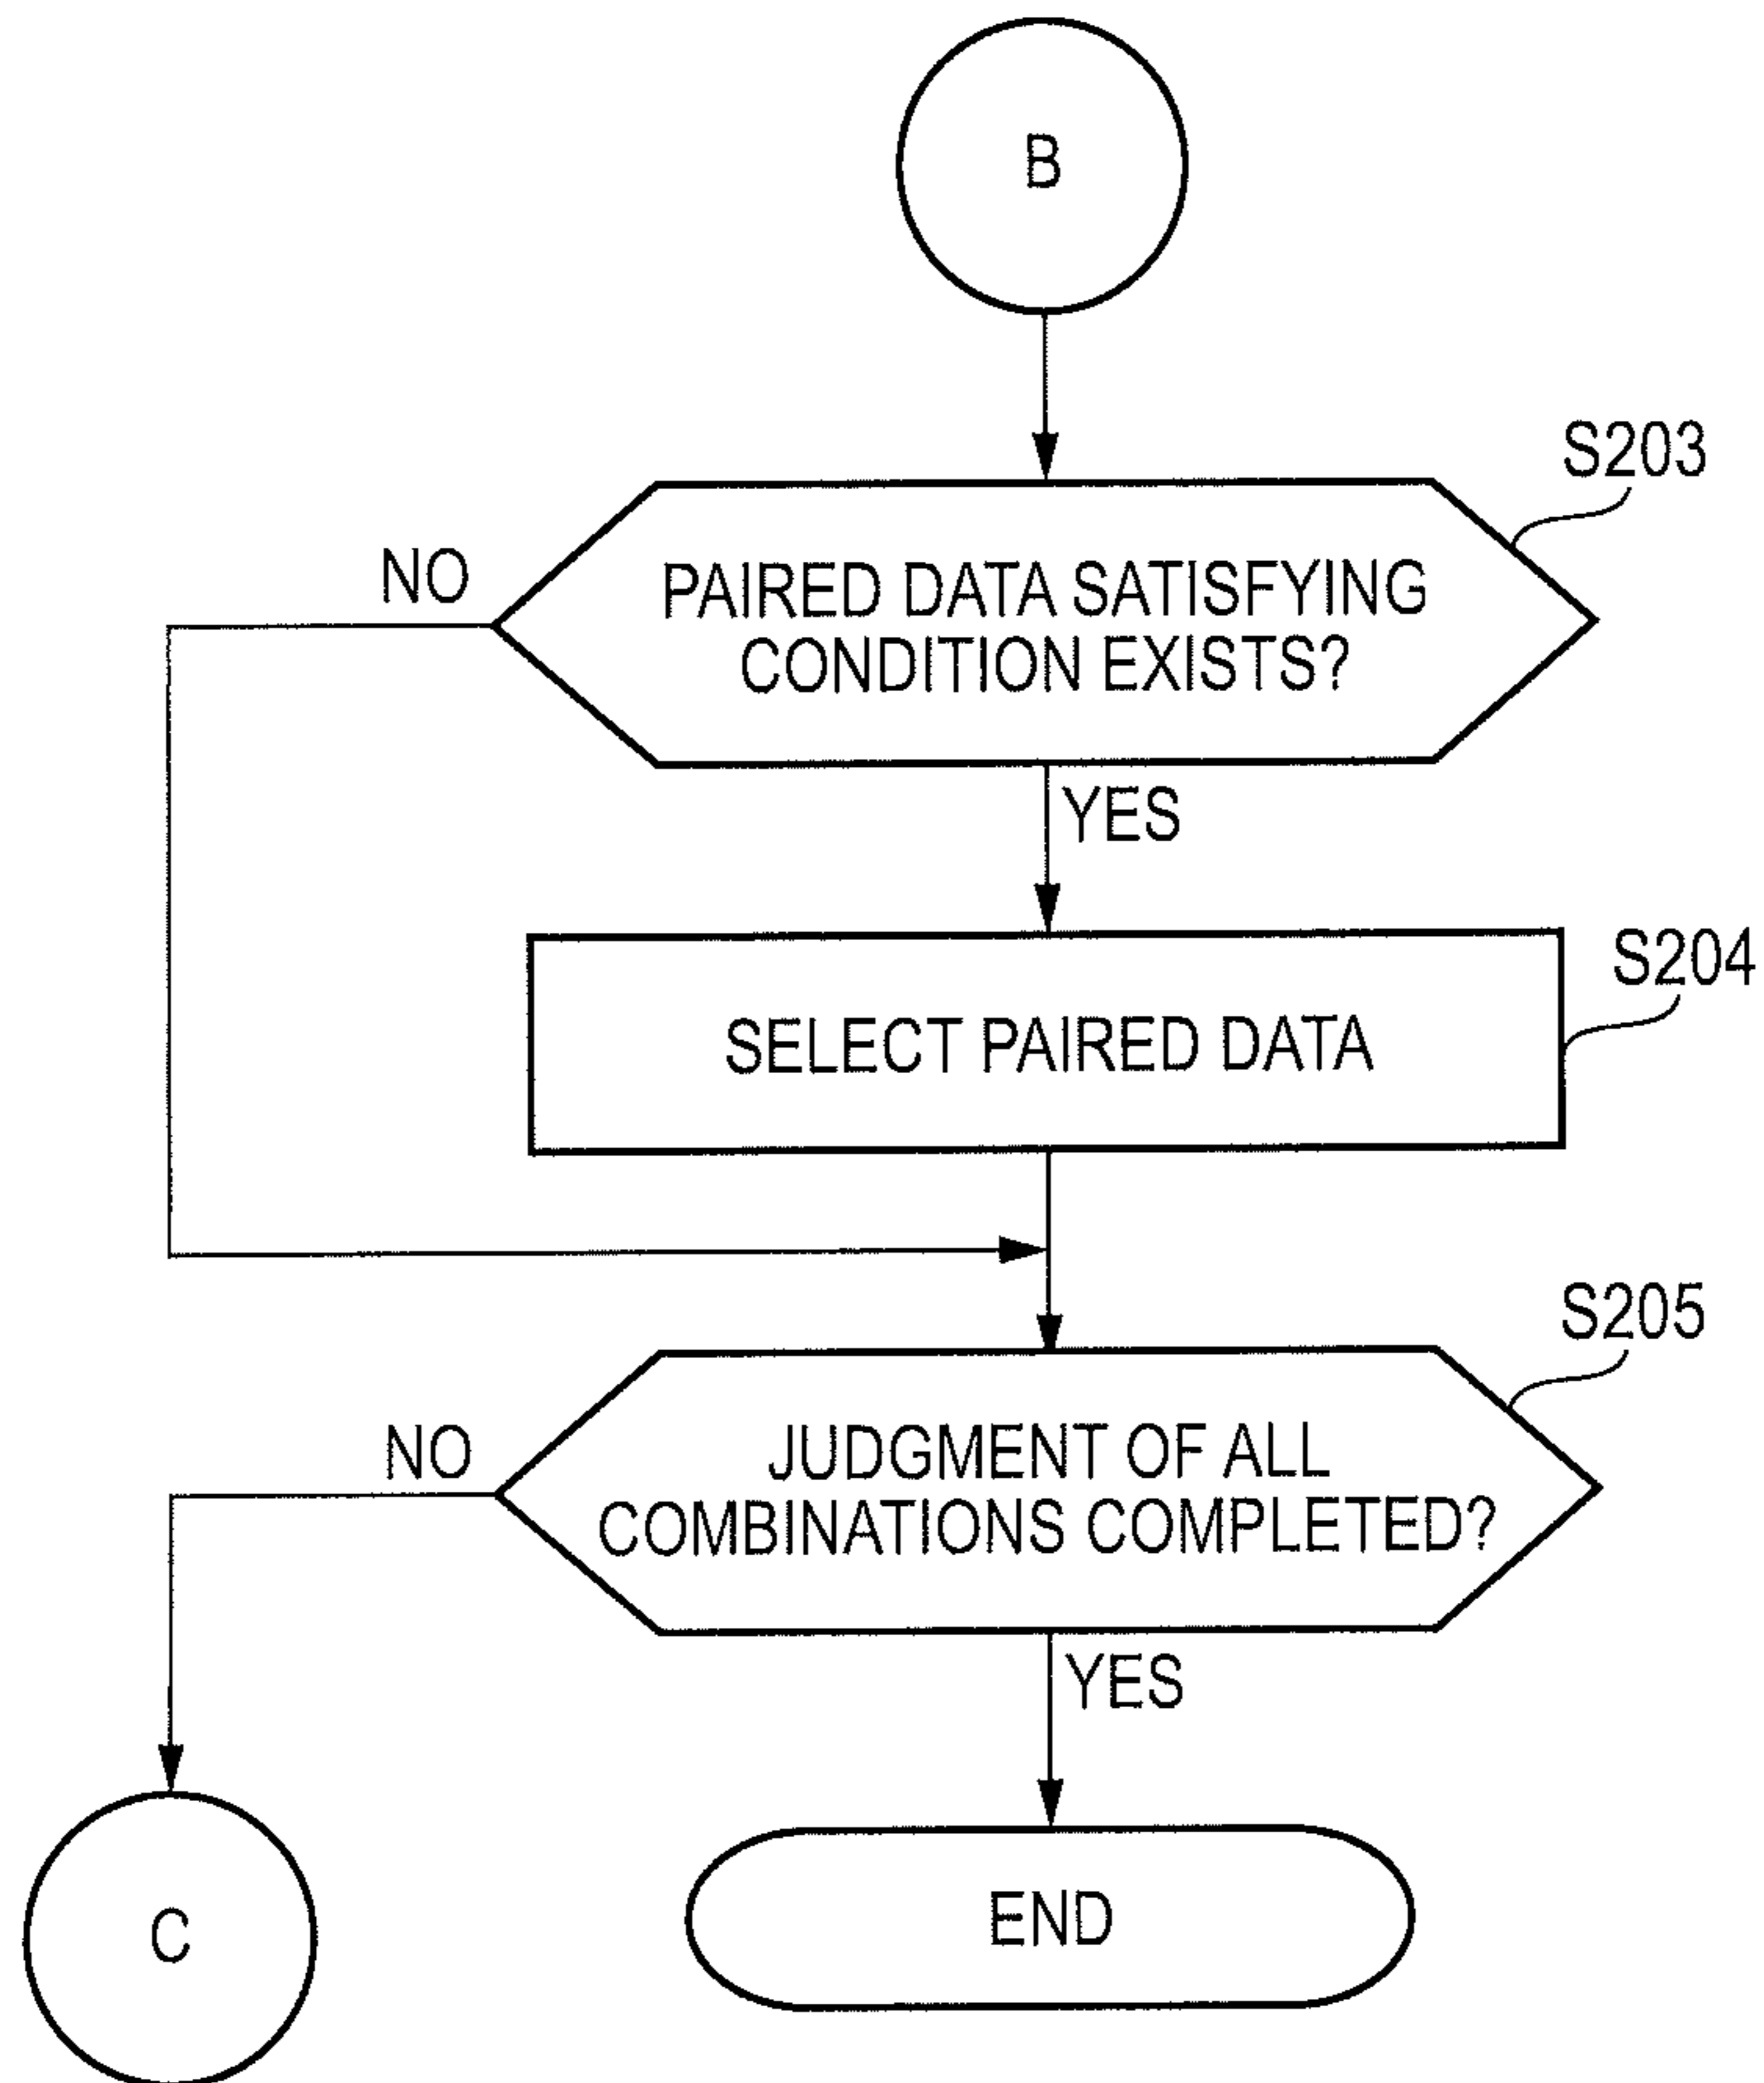 B
S203
NO
PAIRED DATA SATISFYING
CONDITION EXISTS?
YES
S204
SELECT PAIRED DATA
S205
NO
JUDGMENT OF ALL
COMBINATIONS COMPLETED?
YES
C
END